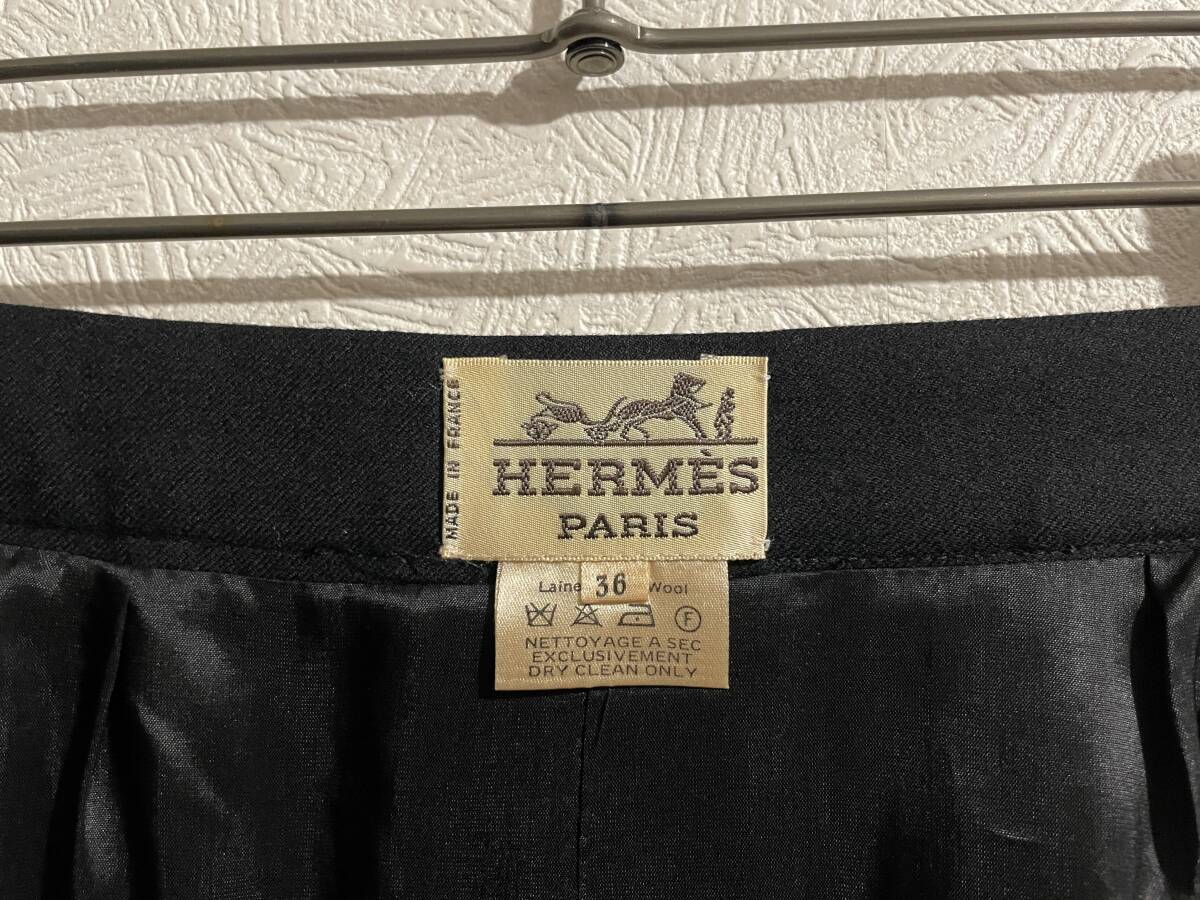 MADE IN FRANCE
HERMÈS
PARIS
Laine 36 Wool
F
NETTOYAGE A SEC
EXCLUSIVEMENT
DRY CLEAN ONLY